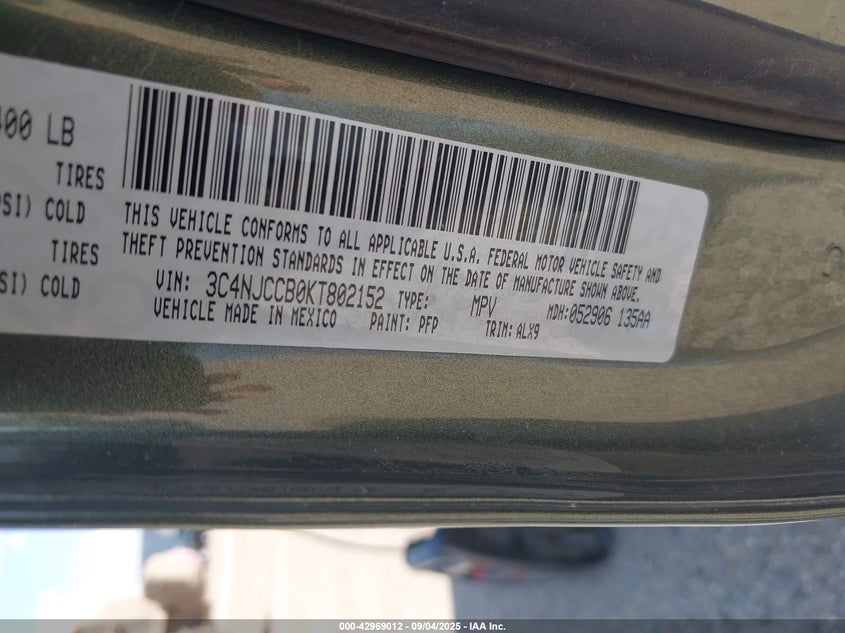 400 LB
TIRES
PSI) COLD
TIRES
SI) COLD
THIS VEHICLE CONFORMS TO ALL APPLICABLE U.S.A. FEDERAL MOTOR VEHICLE SAFETY AND
THEFT PREVENTION STANDARDS IN EFFECT ON THE DATE OF MANUFACTURE SHOWN ABOVE.
VIN: 3C4NJCCB0KT802152 TYPE: MPV MDH:052906 135AA
VEHICLE MADE IN MEXICO PAINT: PFP TRIM: ALX9
000-42969012 - 09/04/2025 - IAA Inc.